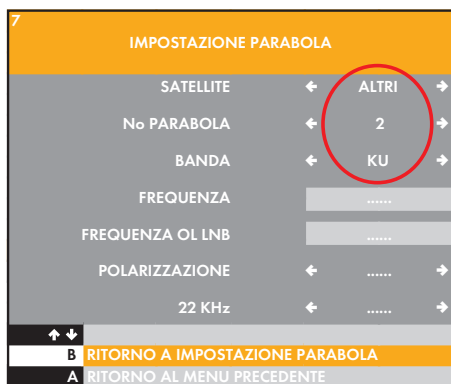 7
IMPOSTAZIONE PARABOLA
SATELLITE ← ALTRI →
No PARABOLA ← 2 →
BANDA ← KU →
FREQUENZA ......
FREQUENZA OL LNB ......
POLARIZZAZIONE ← ...... →
22 KHz ← ...... →
↑ ↓
B RITORNO A IMPOSTAZIONE PARABOLA
A RITORNO AL MENU PRECEDENTE